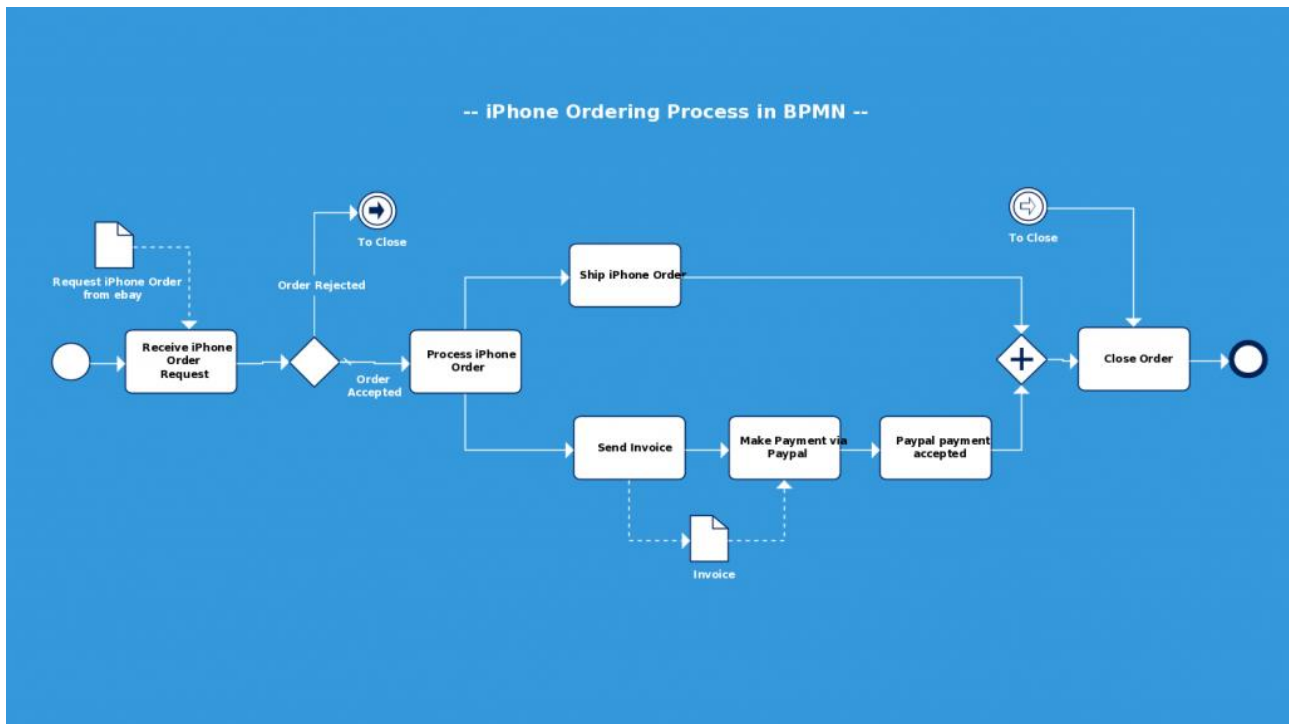 -- iPhone Ordering Process in BPMN --
To Close
To Close
Request iPhone Order
from ebay
Order Rejected
Ship iPhone Order
Receive iPhone
Order
Request
Order
Accepted
Process iPhone
Order
Close Order
Send Invoice
Make Payment via
Paypal
Paypal payment
accepted
Invoice